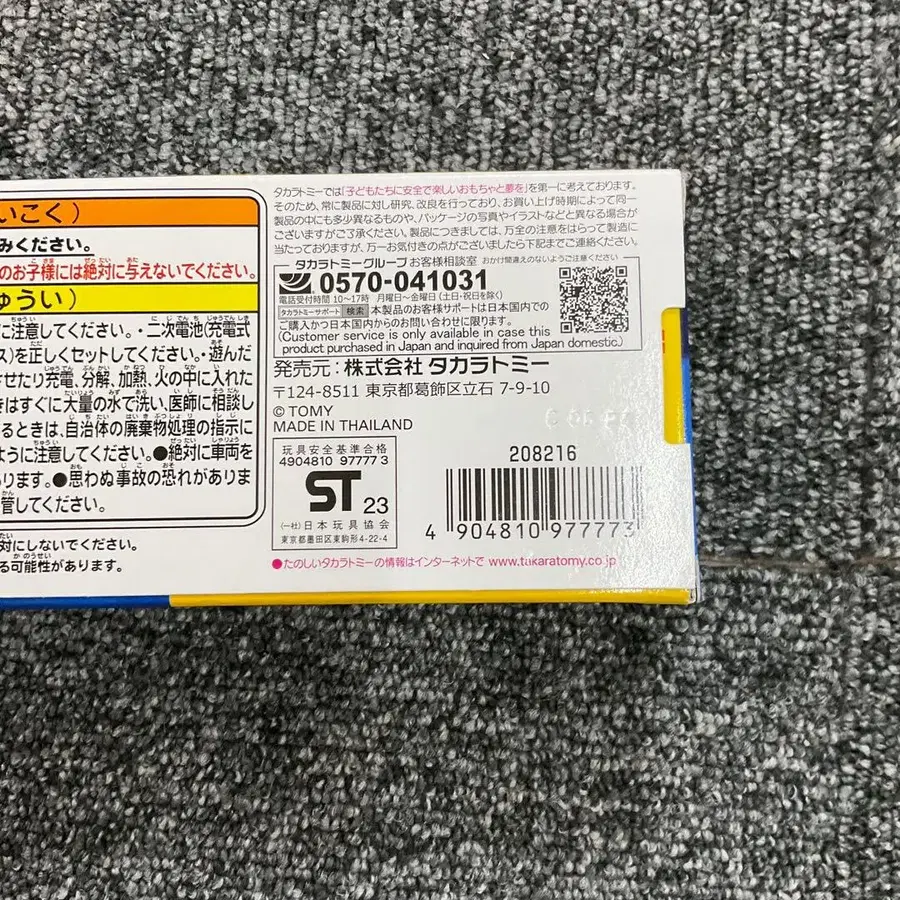 いこく）
みください。
のお子様には絶対に与えないでください。
ゅうい）
に注意してください。・二次電池（充電式
ス）を正しくセットしてください。・遊んだ
させたり充電、分解、加熱、火の中に入れた
きはすぐに大量の水で洗い、医師に相談し
るときは、自治体の廃棄物処理の指示に
ように注意してください。●絶対に車両を
ります。●思わぬ事故の恐れがありま
管してください。
対にしないでください。
る可能性があります。
タカラトミーでは「子どもたちに安全で楽しいおもちゃと夢を」を第一に考えております。
そのため、常に製品に対し研究、改良を行っており、お買い上げ時期によって同一
製品の中にも多少異なるものや、パッケージの写真やイラストなどと異なる場合が
ございますがご了承ください。製品につきましては、万全の注意をはらって製造に
当たっておりますが、万一お気付きの点がございましたら下記までご連絡ください。
タカラトミーグループ お客様相談室 おかけ間違えのないようご注意ください
0570-041031
電話受付時間 10〜17時 月曜日〜金曜日（土日・祝日を除く）
タカラトミーサポート 検索 本製品のお客様サポートは日本国内での
ご購入かつ日本国内からのお問い合わせに限ります。
(Customer service is only available in case this
product purchased in Japan and inquired from Japan domestic.)
発売元：株式会社 タカラトミー
〒124-8511 東京都葛飾区立石 7-9-10
© TOMY
MADE IN THAILAND
玩具安全基準合格
4904810 97777 3
ST 23
(一社)日本玩具協会
東京都墨田区東駒形4-22-4
208216
4 904810 977773
●たのしいタカラトミーの情報はインターネットで www.takaratomy.co.jp